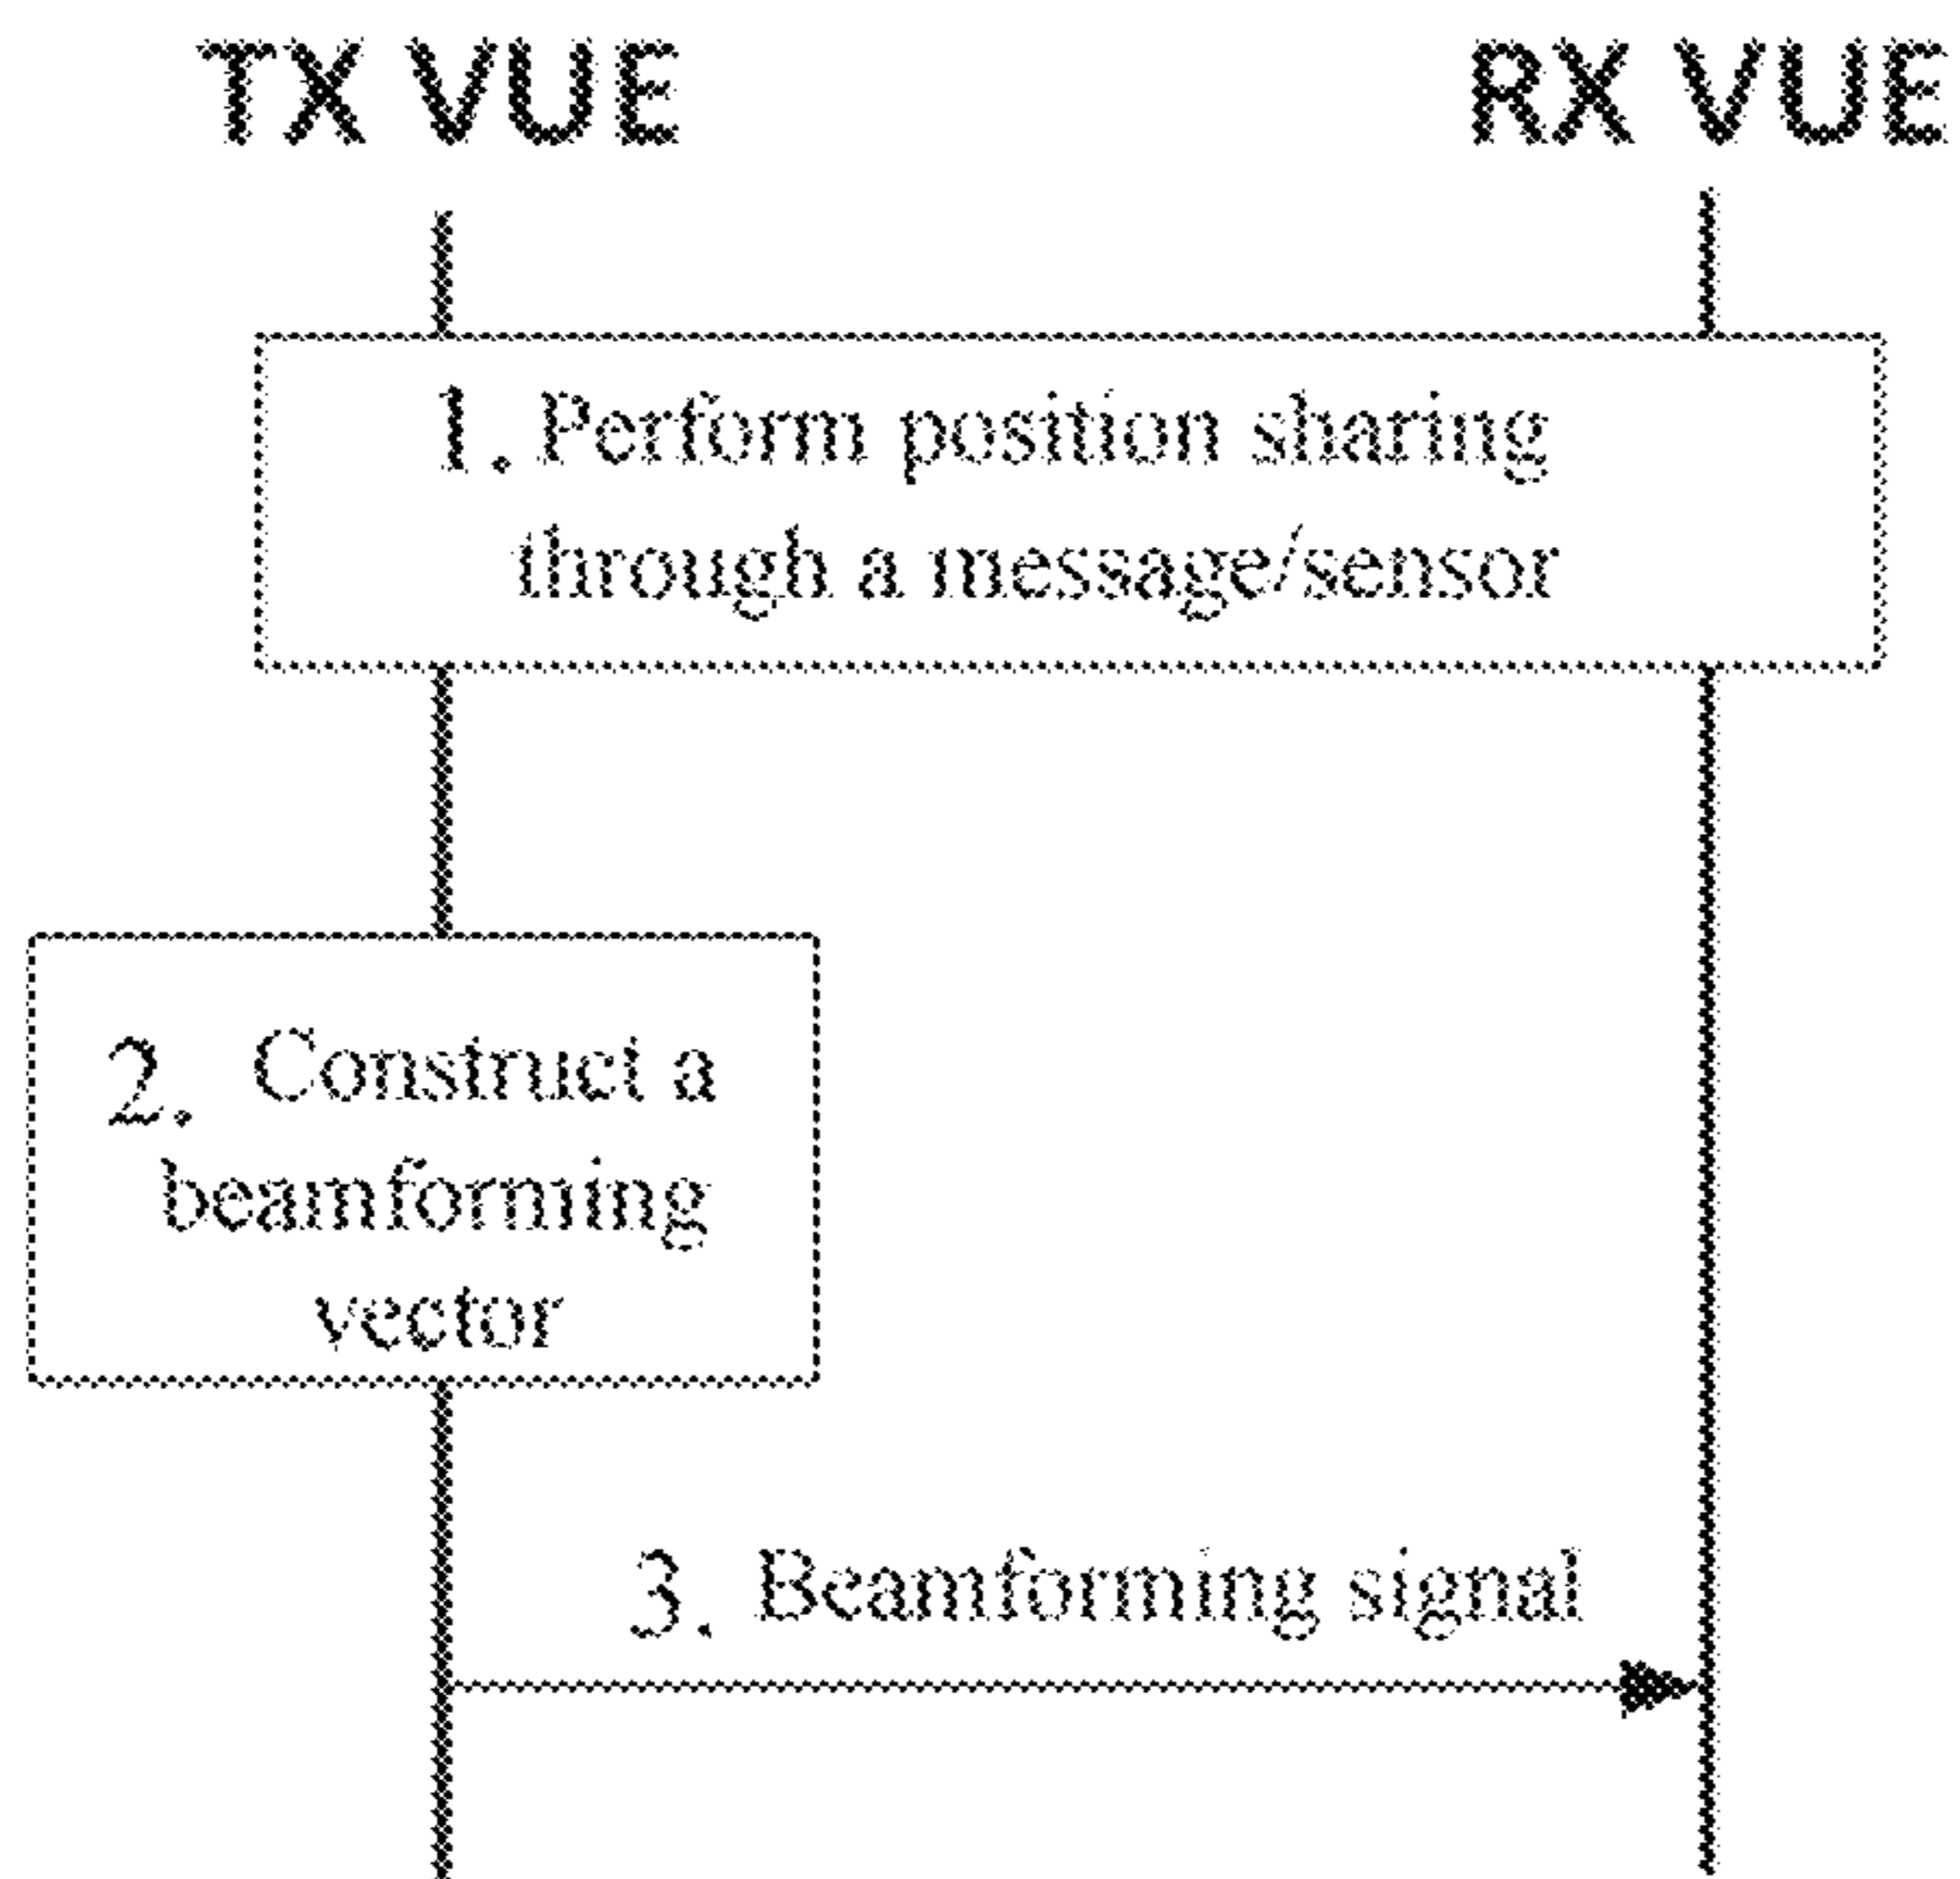 TX VUE RX VUE
1. Perform position sharing
through a message/sensor
2. Construct a
beamforming
vector
3. Beamforming signal